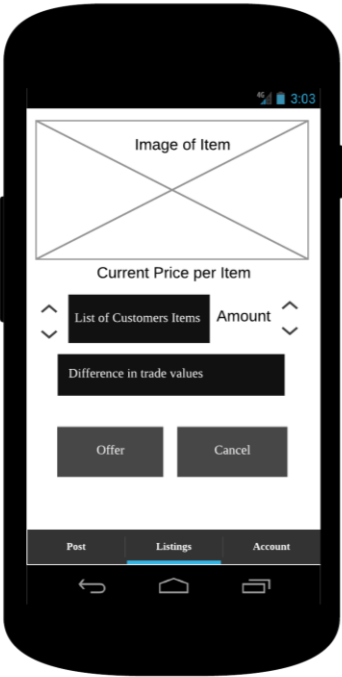 4G 3:03
Image of Item
Current Price per Item
List of Customers Items
Amount
Difference in trade values
Offer
Cancel
Post
Listings
Account